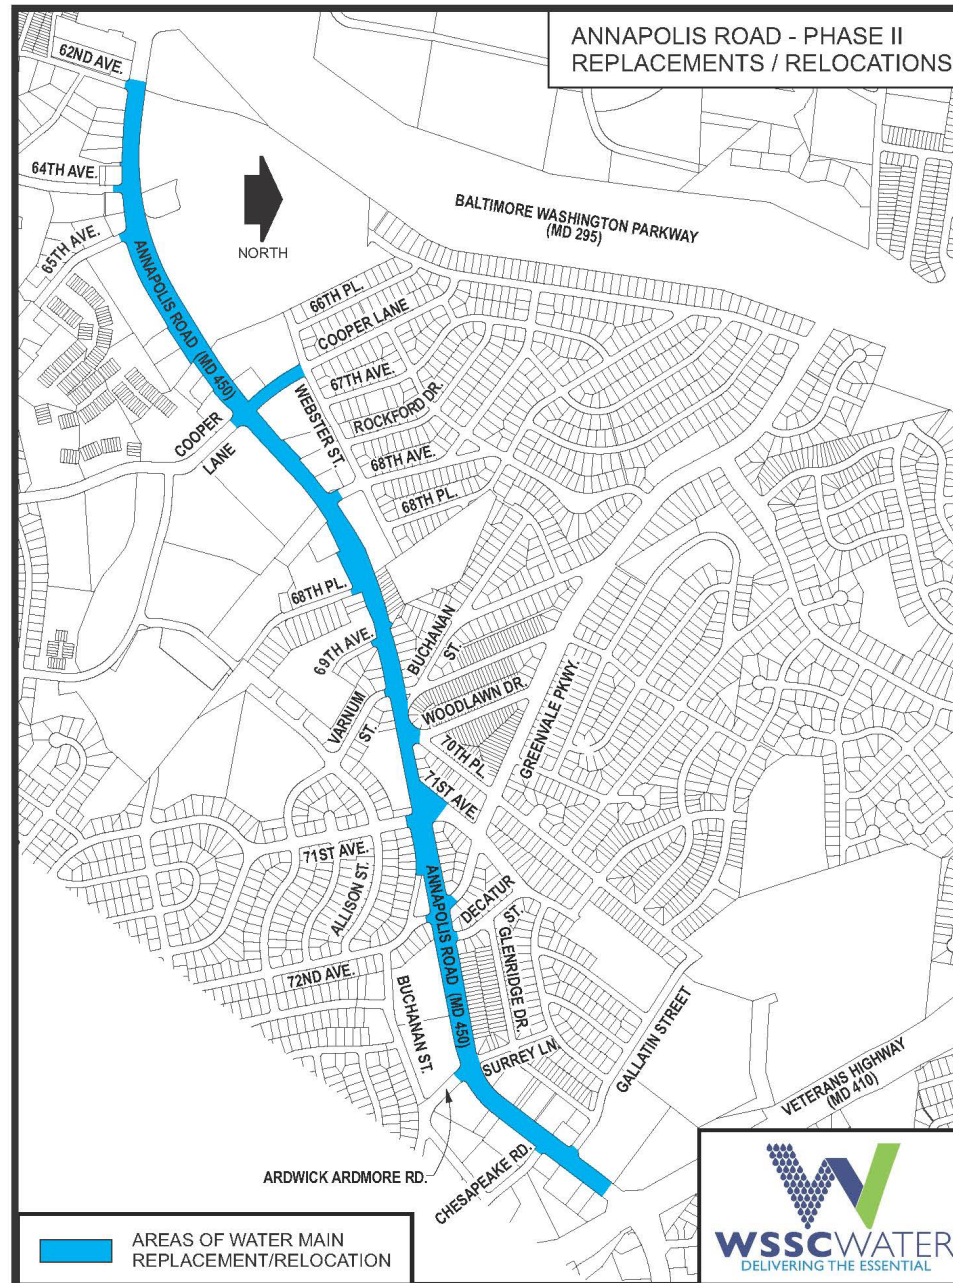 ANNAPOLIS ROAD - PHASE II
REPLACEMENTS / RELOCATIONS
62ND AVE.
64TH AVE.
65TH AVE.
NORTH
BALTIMORE WASHINGTON PARKWAY
(MD 295)
ANNAPOLIS ROAD (MD 450)
66TH PL.
COOPER LANE
67TH AVE.
ROCKFORD DR.
WEBSTER ST.
COOPER
LANE
68TH AVE.
68TH PL.
68TH PL.
69TH AVE.
BUCHANAN
ST.
VARNUM
ST.
WOODLAWN DR.
70TH PL.
GREENVALE PKWY.
71ST AVE.
71ST AVE.
ALLISON ST.
ANNAPOLIS ROAD (MD 450)
DECATUR
ST.
GLENRIDGE DR.
72ND AVE.
BUCHANAN ST.
SURREY LN.
GALLATIN STREET
VETERANS HIGHWAY
(MD 410)
ARDWICK ARDMORE RD.
CHESAPEAKE RD.
AREAS OF WATER MAIN
REPLACEMENT/RELOCATION
WSSCWATER
DELIVERING THE ESSENTIAL